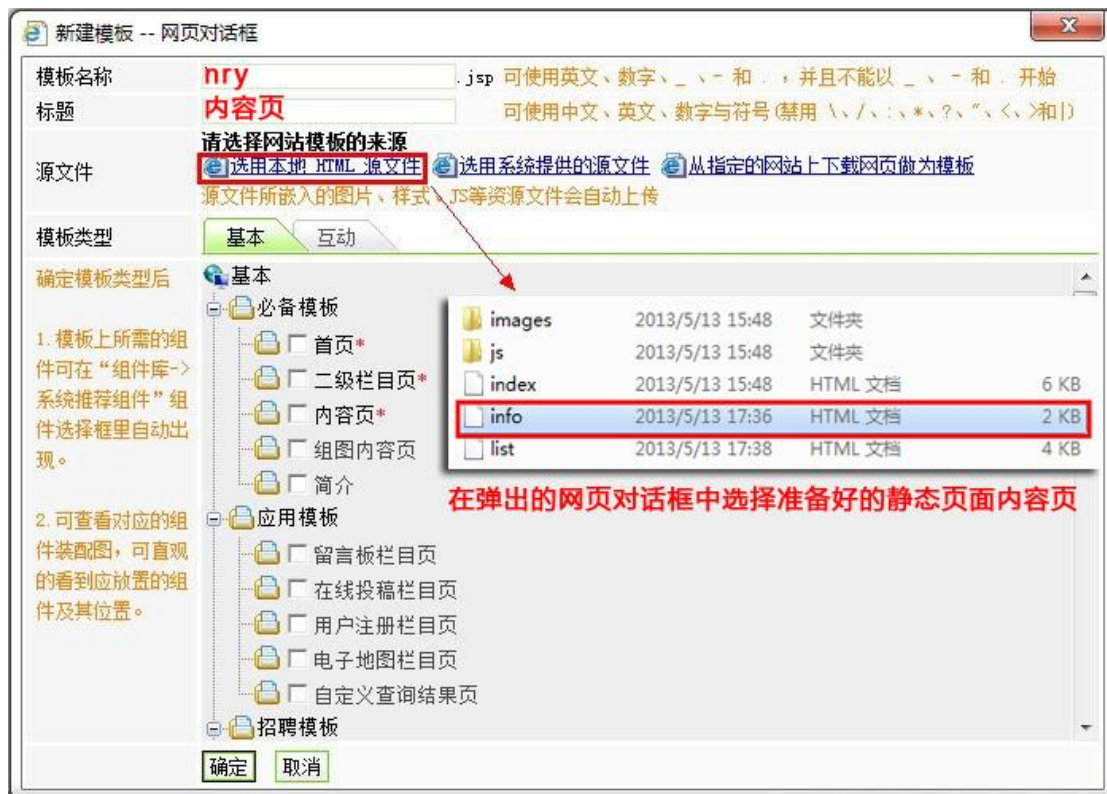 新建模板 -- 网页对话框
模板名称
nry
.jsp 可使用英文、数字、_ 、- 和 . ，并且不能以 _ 、 - 和 . 开始
标题
内容页
可使用中文、英文、数字与符号(禁用 \、/、:、*、?、“、<、>和|)
请选择网站模板的来源
源文件
选用本地 HTML 源文件 选用系统提供的源文件 从指定的网站上下载网页做为模板
源文件所嵌入的图片、样式、JS等资源文件会自动上传
模板类型
基本 互动
确定模板类型后
1.模板上所需的组
件可在“组件库->
系统推荐组件”组
件选择框里自动出
现。
2.可查看对应的组
件装配图，可直观
的看到应放置的组
件及其位置。
基本
必备模板
首页*
二级栏目页*
内容页*
组图内容页
简介
应用模板
留言板栏目页
在线投稿栏目页
用户注册栏目页
电子地图栏目页
自定义查询结果页
招聘模板
images 2013/5/13 15:48 文件夹
js 2013/5/13 15:48 文件夹
index 2013/5/13 15:48 HTML 文档 6 KB
info 2013/5/13 17:36 HTML 文档 2 KB
list 2013/5/13 17:38 HTML 文档 4 KB
在弹出的网页对话框中选择准备好的静态页面内容页
确定 取消